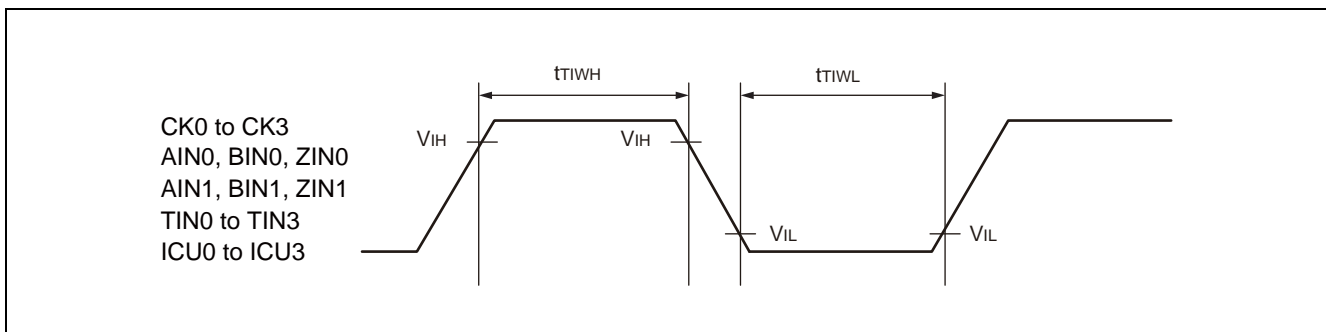 tTIWH
tTIWL
CK0 to CK3
AIN0, BIN0, ZIN0
AIN1, BIN1, ZIN1
TIN0 to TIN3
ICU0 to ICU3
VIH
VIH
VIL
VIL